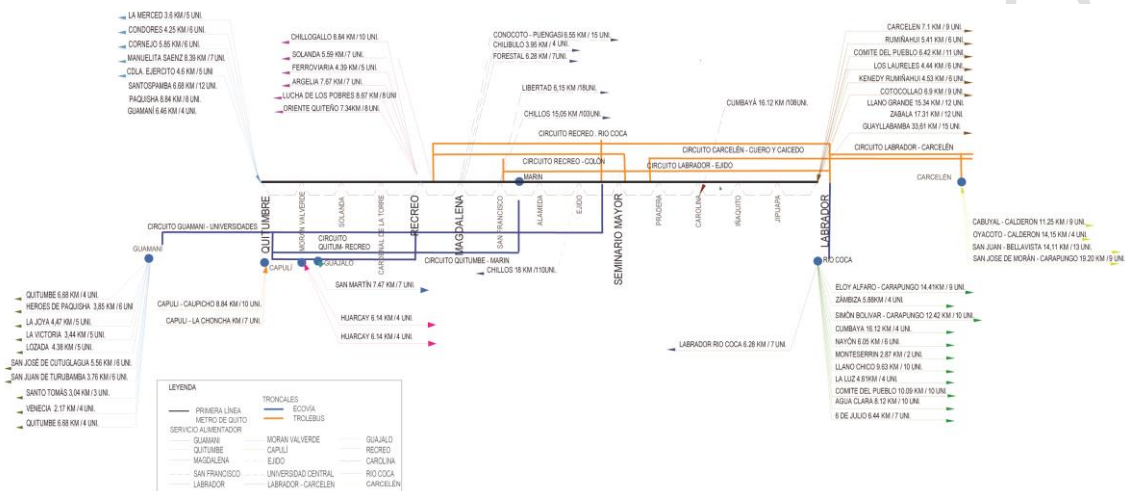 LA MERCED 3.6 KM / 5 UNI.
CONDORES 4.25 KM / 6 UNI.
CORNEJO 5.85 KM / 6 UNI.
MANUELITA SAENZ 8.39 KM / 7 UNI.
CDLA. EJERCITO 4.6 KM / 5 UNI
SANTOSPAMBA 6.68 KM / 12 UNI.
PAQUISHA 8.84 KM / 8 UNI.
GUAMANÍ 6.46 KM / 4 UNI.
CHILLOGALLO 8.84 KM / 10 UNI.
SOLANDA 5.59 KM / 7 UNI.
FERROVIARIA 4.39 KM / 5 UNI.
ARGELIA 7.67 KM / 7 UNI.
LUCHA DE LOS POBRES 8.67 KM / 8 UNI
ORIENTE QUITEÑO 7.34KM / 8 UNI.
CONOCOTO - PUENGASI 6.55 KM / 15 UNI.
CHILIBULO 3.95 KM / 4 UNI.
FORESTAL 6.28 KM / 7UNI.
LIBERTAD 6,15 KM /18UNI.
CHILLOS 15,05 KM /103UNI.
CUMBAYÁ 16.12 KM /108UNI.
CARCELEN 7.1 KM / 9 UNI.
RUMIÑAHUI 5.41 KM / 6 UNI.
COMITE DEL PUEBLO 6.42 KM / 11 UNI
LOS LAURELES 4.44 KM / 6 UNI.
KENEDY RUMIÑAHUI 4.53 KM / 6 UNI.
COTOCOLLAO 6.9 KM / 9 UNI.
LLANO GRANDE 15.34 KM / 12 UNI.
ZABALA 17.31 KM / 12 UNI.
GUAYLLABAMBA 33,61 KM / 15 UNI.
CIRCUITO RECREO - RIO COCA
CIRCUITO CARCELÉN - CUERO Y CAICEDO
CIRCUITO LABRADOR - CARCELÉN
CIRCUITO RECREO -COLÓN
CIRCUITO LABRADOR - EJIDO
MARIN
CARCELÉN
QUITUMBE
MORAN VALVERDE
SOLANDA
CARDENAL DE LA TORRE
RECREO
MAGDALENA
SAN FRANCISCO
ALAMEDA
EJIDO
SEMINARIO MAYOR
PRADERA
CAROLINA
IÑAQUITO
JIPIJAPA
LABRADOR
CIRCUITO GUAMANI - UNIVERSIDADES
GUAMANÍ
CIRCUITO
QUITUM- RECREO
CIRCUITO QUITUMBE - MARIN
CAPULÍ
GUAJALO
RIO COCA
CHILLOS 18 KM /110UNI.
SAN MARTÍN 7.47 KM / 7 UNI.
CAPULI - CAUPICHO 8.84 KM / 10 UNI.
CAPULI - LA CHONCHA KM / 7 UNI.
HUARCAY 6.14 KM / 4 UNI.
HUARCAY 6.14 KM / 4 UNI.
LABRADOR RIO COCA 6.28 KM / 7 UNI.
CABUYAL - CALDERON 11.25 KM / 9 UNI.
OYACOTO - CALDERON 14,15 KM / 4 UNI.
SAN JUAN - BELLAVISTA 14,11 KM / 13 UNI.
SAN JOSE DE MORÁN - CARAPUNGO 19.20 KM / 9 UNI.
QUITUMBE 6,68 KM / 4 UNI.
HEROES DE PAQUISHA 3,85 KM / 6 UNI
LA JOYA 4,47 KM / 5 UNI.
LA VICTORIA 3,44 KM / 5 UNI.
LOZADA 4.38 KM / 5 UNI.
SAN JOSÉ DE CUTUGLAGUA 5.56 KM / 6 UNI.
SAN JUAN DE TURUBAMBA 3.76 KM / 6 UNI.
SANTO TOMÁS 3,04 KM / 3 UNI.
VENECIA 2.17 KM / 4 UNI.
QUITUMBE 6.68 KM / 4 UNI.
ELOY ALFARO - CARAPUNGO 14.41KM / 9 UNI.
ZÁMBIZA 5.88KM / 4 UNI.
SIMÓN BOLIVAR - CARAPUNGO 12.42 KM / 10 UNI.
CUMBAYA 16.12 KM / 4 UNI.
NAYÓN 6.05 KM / 6 UNI.
MONTESERRIN 2.87 KM / 2 UNI.
LLANO CHICO 9.63 KM / 10 UNI.
LA LUZ 4.61KM / 4 UNI.
COMITE DEL PUEBLO 10.09 KM / 10 UNI.
AGUA CLARA 8.12 KM / 10 UNI.
6 DE JULIO 6.44 KM / 7 UNI.
LEYENDA
TRONCALES
PRIMERA LÍNEA
METRO DE QUITO
ECOVÍA
TROLEBUS
SERVICIO ALIMENTADOR
GUAMANI MORAN VALVERDE GUAJALO
QUITUMBE CAPULÍ RECREO
MAGDALENA EJIDO CAROLINA
SAN FRANCISCO UNIVERSIDAD CENTRAL RIO COCA
LABRADOR LABRADOR - CARCELEN CARCELÉN